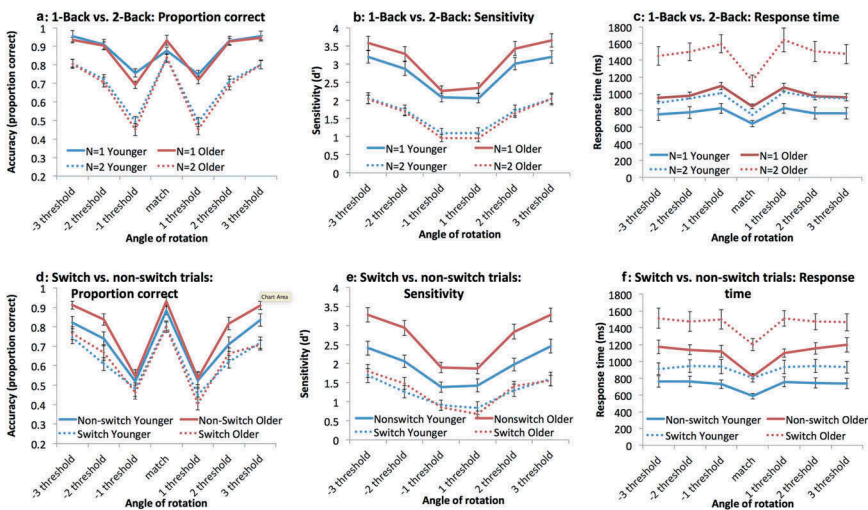 a: 1-Back vs. 2-Back: Proportion correct
Accuracy (proportion correct)
1
0.9
0.8
0.7
0.6
0.5
0.4
0.3
0.2
N=1 Younger
N=1 Older
N=2 Younger
N=2 Older
-3 threshold
-2 threshold
-1 threshold
match
1 threshold
2 threshold
3 threshold
Angle of rotation
b: 1-Back vs. 2-Back: Sensitivity
Sensitivity (d')
5
4.5
4
3.5
3
2.5
2
1.5
1
0.5
0
N=1 Younger
N=1 Older
N=2 Younger
N=2 Older
-3 threshold
-2 threshold
-1 threshold
match
1 threshold
2 threshold
3 threshold
Angle of rotation
c: 1-Back vs. 2-Back: Response time
Response time (ms)
1800
1600
1400
1200
1000
800
600
400
200
0
N=1 Younger
N=1 Older
N=2 Younger
N=2 Older
-3 threshold
-2 threshold
-1 threshold
match
1 threshold
2 threshold
3 threshold
Angle of rotation
d: Switch vs. non-switch trials:
Proportion correct
Chart Area
Accuracy (proportion correct)
1
0.9
0.8
0.7
0.6
0.5
0.4
0.3
0.2
Non-switch Younger
Non-switch Older
Switch Younger
Switch Older
-3 threshold
-2 threshold
-1 threshold
match
1 threshold
2 threshold
3 threshold
Angle of rotation
e: Switch vs. non-switch trials:
Sensitivity
Sensitivity (d')
5
4.5
4
3.5
3
2.5
2
1.5
1
0.5
0
Nonswitch Younger
Nonswitch Older
Switch Younger
Switch Older
-3 threshold
-2 threshold
-1 threshold
match
1 threshold
2 threshold
3 threshold
Angle of rotation
f: Switch vs. non-switch trials: Response
time
Response time (ms)
1800
1600
1400
1200
1000
800
600
400
200
0
Non-switch Younger
Non-switch Older
Switch Younger
Switch Older
-3 threshold
-2 threshold
-1 threshold
match
1 threshold
2 threshold
3 threshold
Angle of rotation